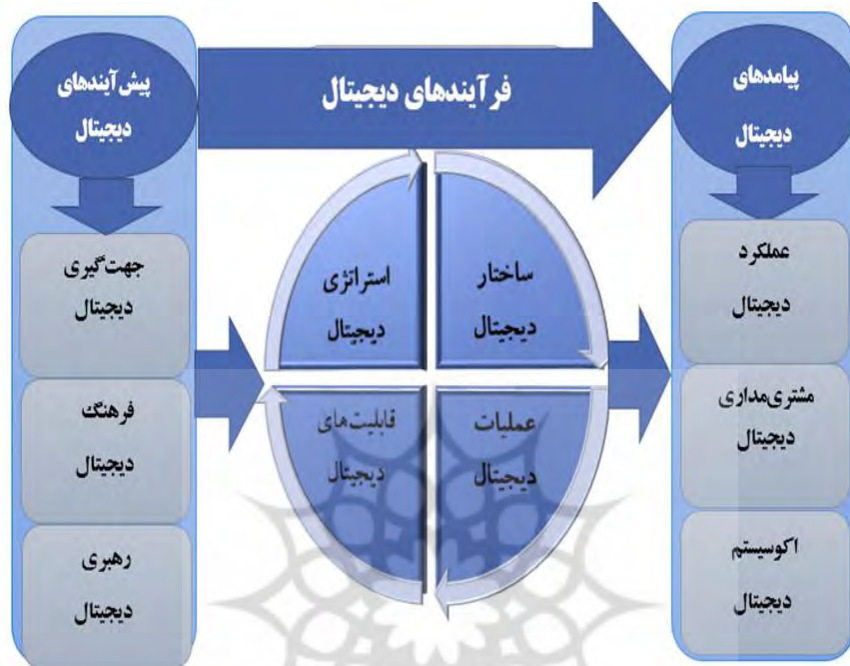 پیش‌آیندهای
دیجیتال
فرآیندهای دیجیتال
پیامدهای
دیجیتال
جهت‌گیری
دیجیتال
فرهنگ
دیجیتال
رهبری
دیجیتال
استراتژی
دیجیتال
ساختار
دیجیتال
قابلیت‌های
دیجیتال
عملیات
دیجیتال
عملکرد
دیجیتال
مشتری‌مداری
دیجیتال
اکوسیستم
دیجیتال